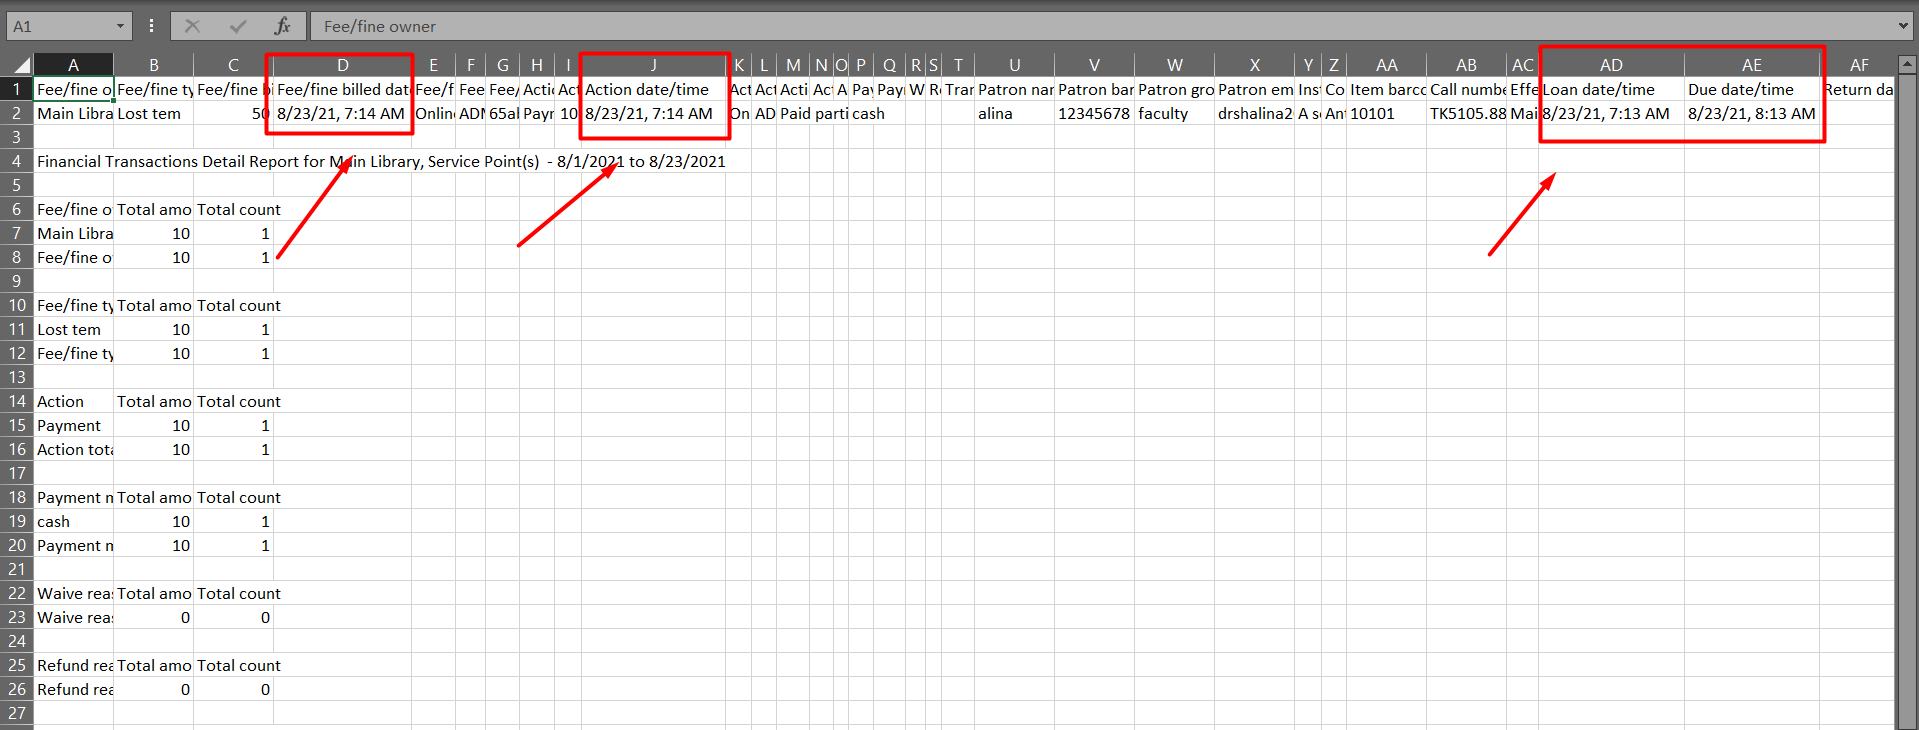 A1 fx Fee/fine owner
A B C D E F G H I J K L M N O P Q R S T U V W X Y Z AA AB AC AD AE AF
1 Fee/fine o Fee/fine ty Fee/fine bi Fee/fine billed dat Fee/f Fee Fee/ Actio Act Action date/time Act Act Acti Act A Pay Payr W Re Tran Patron nar Patron bar Patron gro Patron em Inst Co Item barco Call numbe Effe Loan date/time Due date/time Return da
2 Main Libra Lost tem 50 8/23/21, 7:14 AM Onlin ADM 65al Payr 10 8/23/21, 7:14 AM On AD Paid parti cash alina 12345678 faculty drshalina2 A se Ant 10101 TK5105.88 Mai 8/23/21, 7:13 AM 8/23/21, 8:13 AM
3
4 Financial Transactions Detail Report for Main Library, Service Point(s) - 8/1/2021 to 8/23/2021
5
6 Fee/fine o Total amo Total count
7 Main Libra 10 1
8 Fee/fine o 10 1
9
10 Fee/fine ty Total amo Total count
11 Lost tem 10 1
12 Fee/fine ty 10 1
13
14 Action Total amo Total count
15 Payment 10 1
16 Action tota 10 1
17
18 Payment n Total amo Total count
19 cash 10 1
20 Payment n 10 1
21
22 Waive reas Total amo Total count
23 Waive reas 0 0
24
25 Refund rea Total amo Total count
26 Refund rea 0 0
27